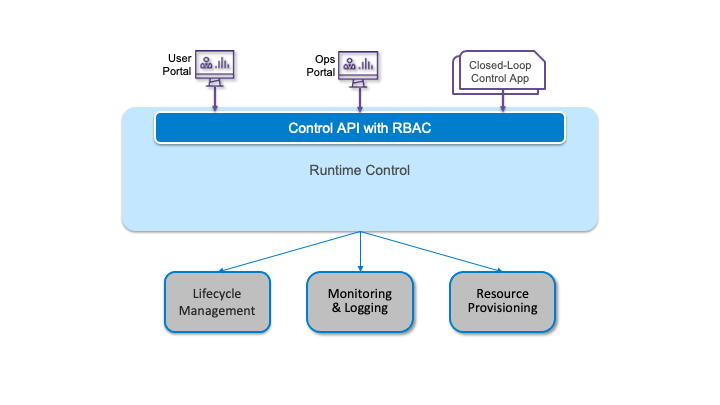 User
Portal
Ops
Portal
Closed-Loop
Control App
Control API with RBAC
Runtime Control
Lifecycle
Management
Monitoring
& Logging
Resource
Provisioning